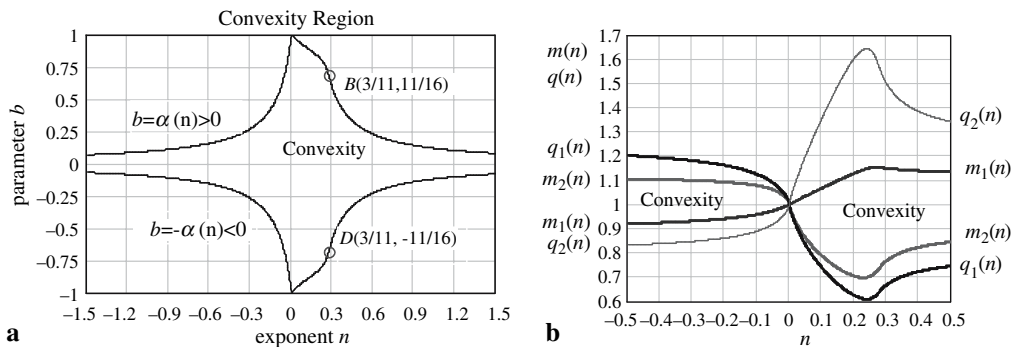 Convexity Region
1
0.75
0.5
0.25
0
−0.25
−0.5
−0.75
−1
parameter b
b=α (n)>0
B(3/11,11/16)
Convexity
b=-α (n)<0
D(3/11, -11/16)
−1.5 −1.2 −0.9 −0.6 −0.3 0 0.3 0.6 0.9 1.2 1.5
exponent n
a
m(n)
q(n)
q1(n)
m2(n)
m1(n)
q2(n)
1.7
1.6
1.5
1.4
1.3
1.2
1.1
1
0.9
0.8
0.7
0.6
Convexity
Convexity
q2(n)
m1(n)
m2(n)
q1(n)
−0.5 −0.4 −0.3 −0.2 −0.1 0 0.1 0.2 0.3 0.4 0.5
n
b